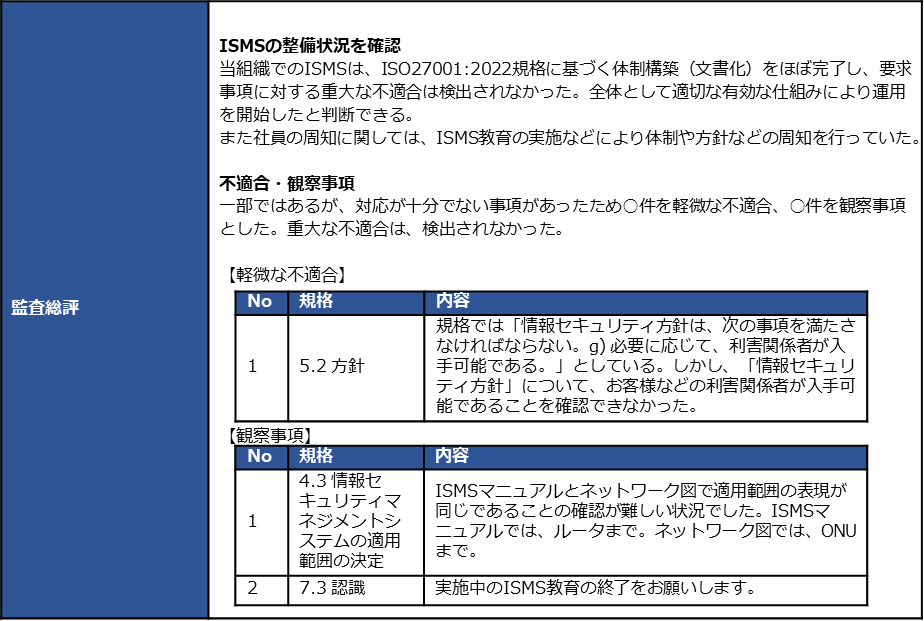 監査総評
ISMSの整備状況を確認
当組織でのISMSは、ISO27001:2022規格に基づく体制構築（文書化）をほぼ完了し、要求
事項に対する重大な不適合は検出されなかった。全体として適切な有効な仕組みにより運用
を開始したと判断できる。
また社員の周知に関しては、ISMS教育の実施などにより体制や方針などの周知を行っていた。
不適合・観察事項
一部ではあるが、対応が十分でない事項があったため○件を軽微な不適合、○件を観察事項
とした。重大な不適合は、検出されなかった。
【軽微な不適合】
No 規格 内容
1 5.2 方針
規格では「情報セキュリティ方針は、次の事項を満たさ
なければならない。g) 必要に応じて、利害関係者が入
手可能である。」としている。しかし、「情報セキュリ
ティ方針」について、お客様などの利害関係者が入手可
能であることを確認できなかった。
【観察事項】
No 規格 内容
1
4.3 情報セ
キュリティマ
ネジメントシ
ステムの適用
範囲の決定
ISMSマニュアルとネットワーク図で適用範囲の表現が
同じであることの確認が難しい状況でした。ISMSマ
ニュアルでは、ルータまで。ネットワーク図では、ONU
まで。
2 7.3 認識 実施中のISMS教育の終了をお願いします。